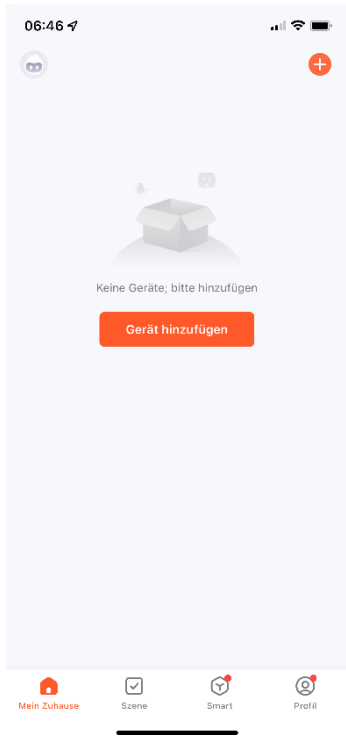 06:46
Keine Geräte; bitte hinzufügen
Gerät hinzufügen
Mein Zuhause
Szene
Smart
Profil